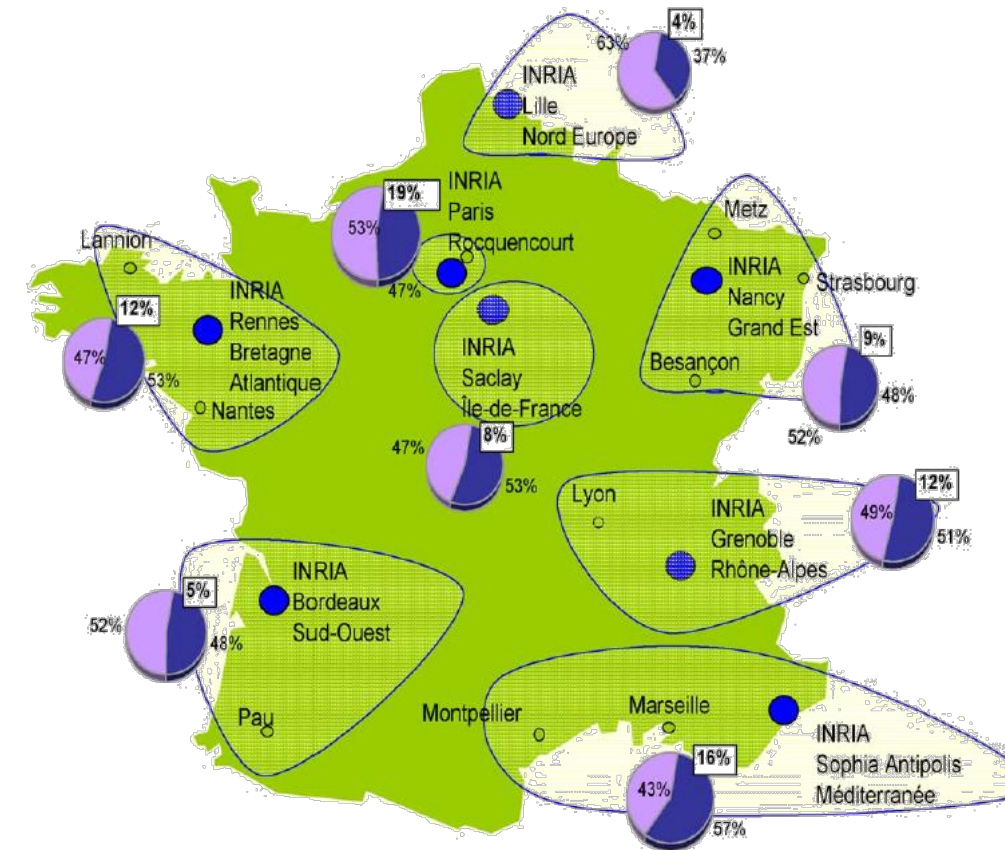 4%
63%
37%
INRIA
Lille
Nord Europe
19%
53%
47%
INRIA
Paris
Rocquencourt
Metz
INRIA
Nancy
Grand Est
Strasbourg
Besançon
9%
48%
52%
Lannion
12%
47%
53%
INRIA
Rennes
Bretagne
Atlantique
Nantes
INRIA
Saclay
Île-de-France
8%
47%
53%
Lyon
INRIA
Grenoble
Rhône-Alpes
12%
49%
51%
5%
52%
48%
INRIA
Bordeaux
Sud-Ouest
Pau
Montpellier
Marseille
INRIA
Sophia Antipolis
Méditerranée
16%
43%
57%